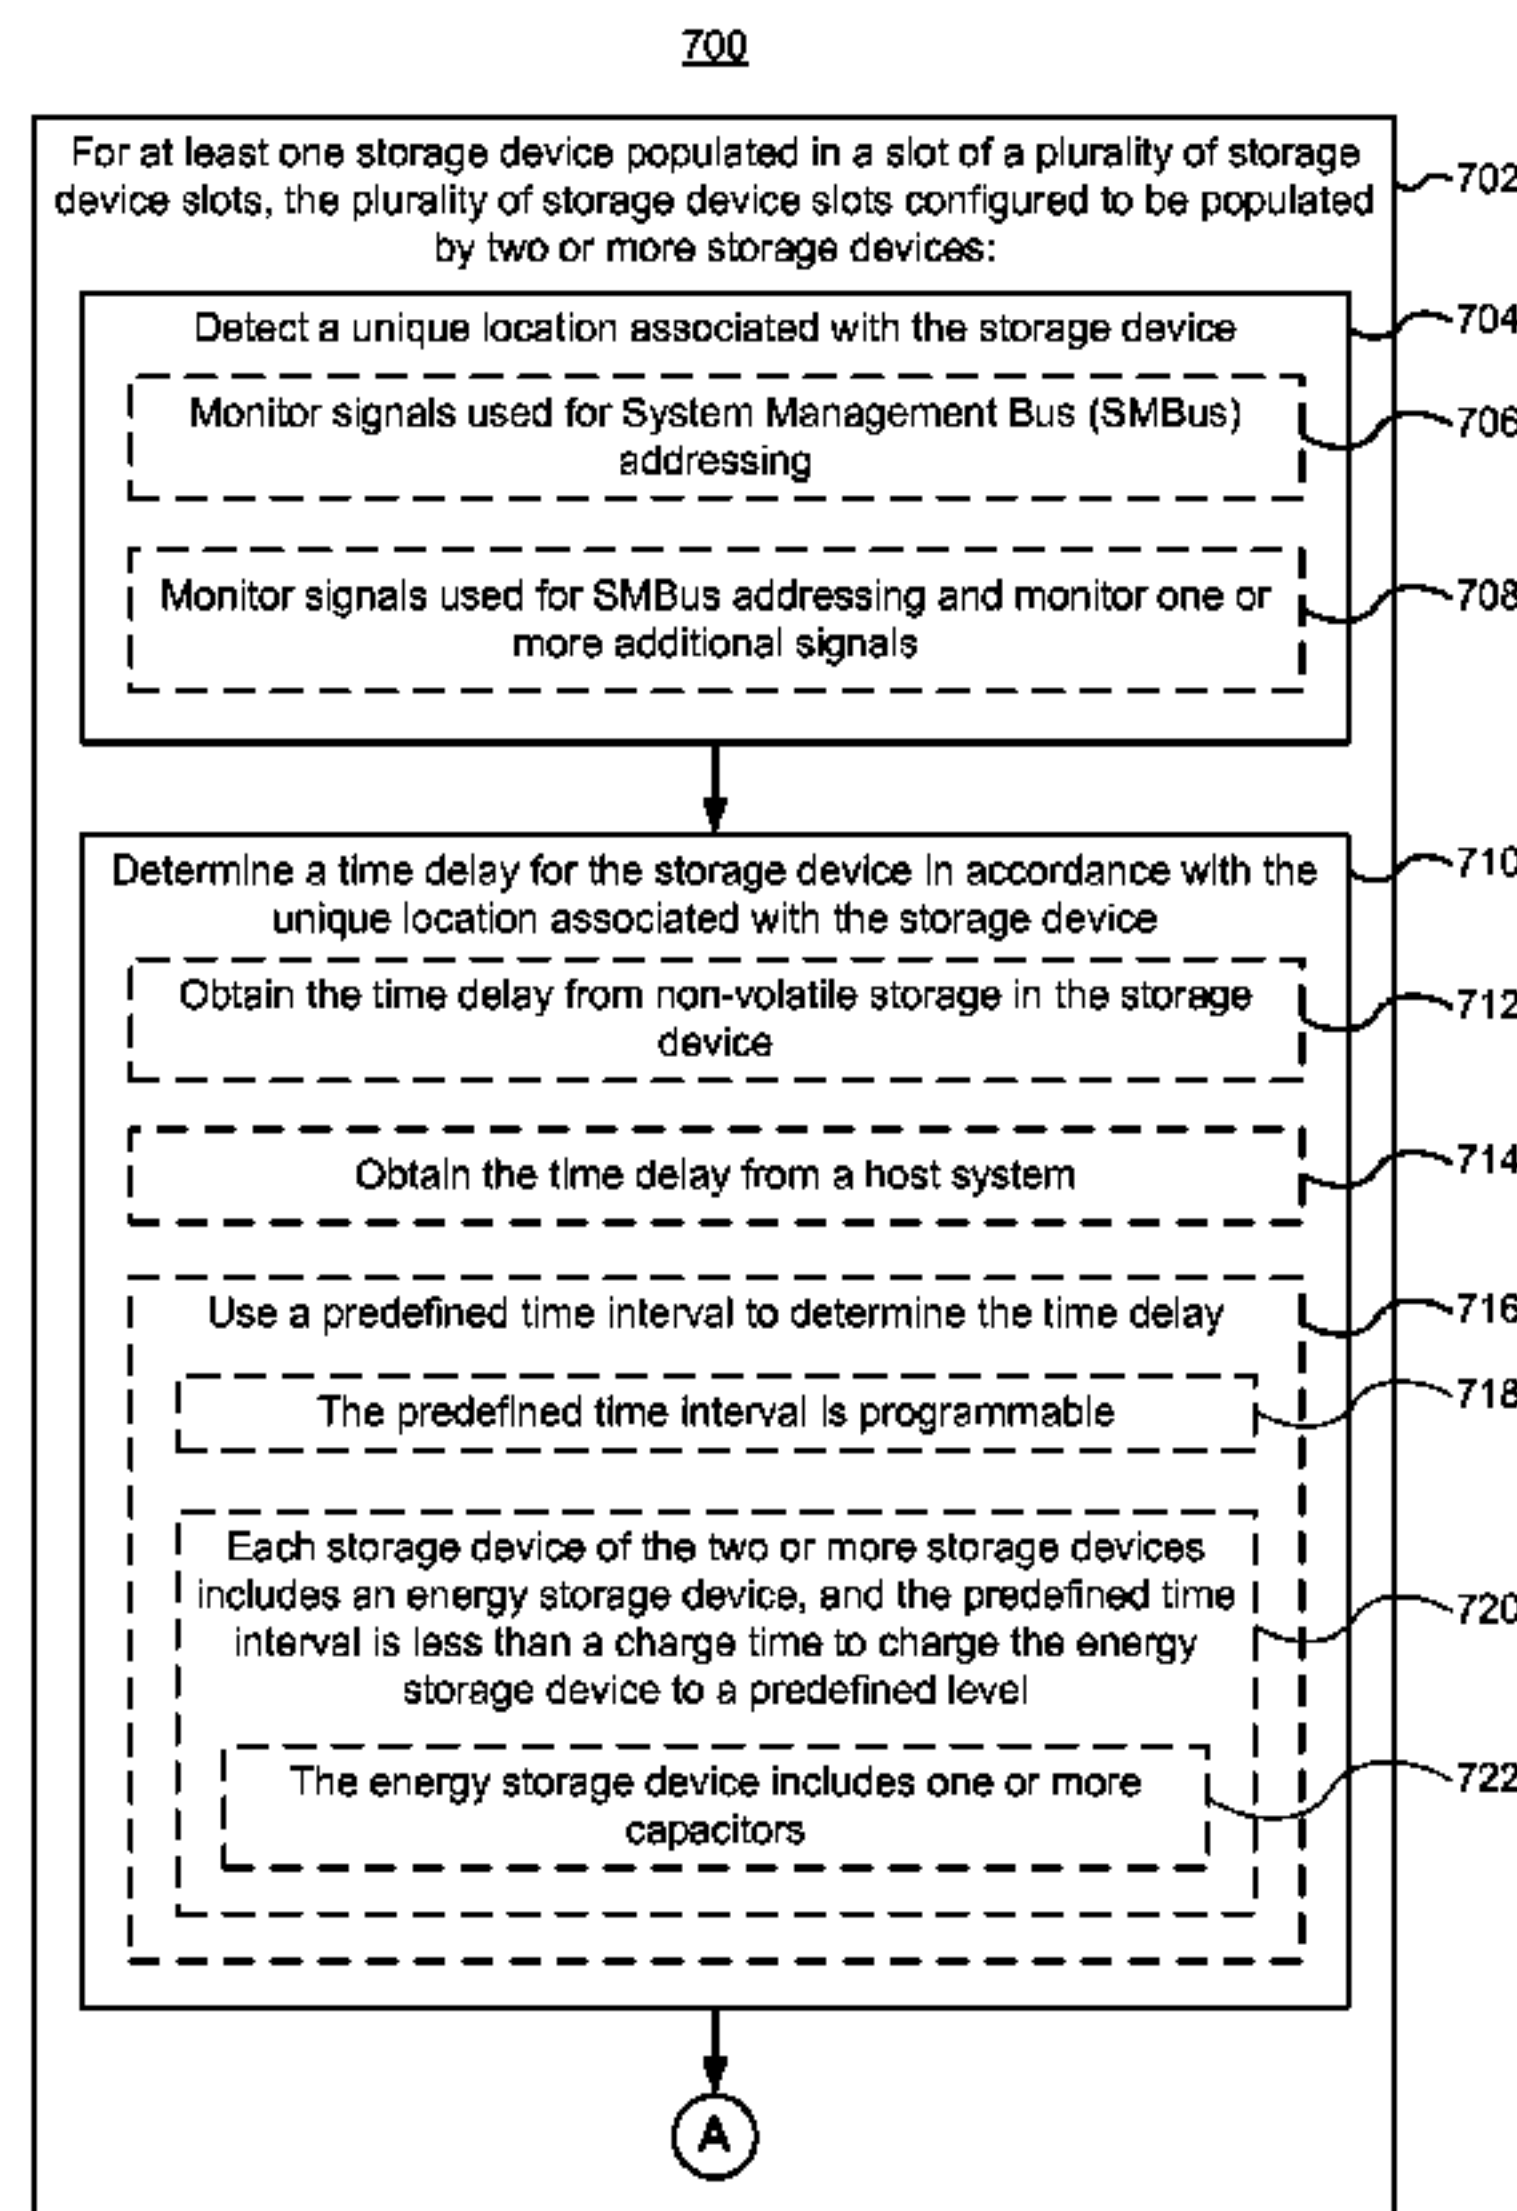 700
For at least one storage device populated in a slot of a plurality of storage
device slots, the plurality of storage device slots configured to be populated
by two or more storage devices:
702
Detect a unique location associated with the storage device
704
Monitor signals used for System Management Bus (SMBus)
addressing
706
Monitor signals used for SMBus addressing and monitor one or
more additional signals
708
Determine a time delay for the storage device in accordance with the
unique location associated with the storage device
710
Obtain the time delay from non-volatile storage in the storage
device
712
Obtain the time delay from a host system
714
Use a predefined time interval to determine the time delay
716
The predefined time interval is programmable
718
Each storage device of the two or more storage devices
includes an energy storage device, and the predefined time
interval is less than a charge time to charge the energy
storage device to a predefined level
720
The energy storage device includes one or more
capacitors
722
A